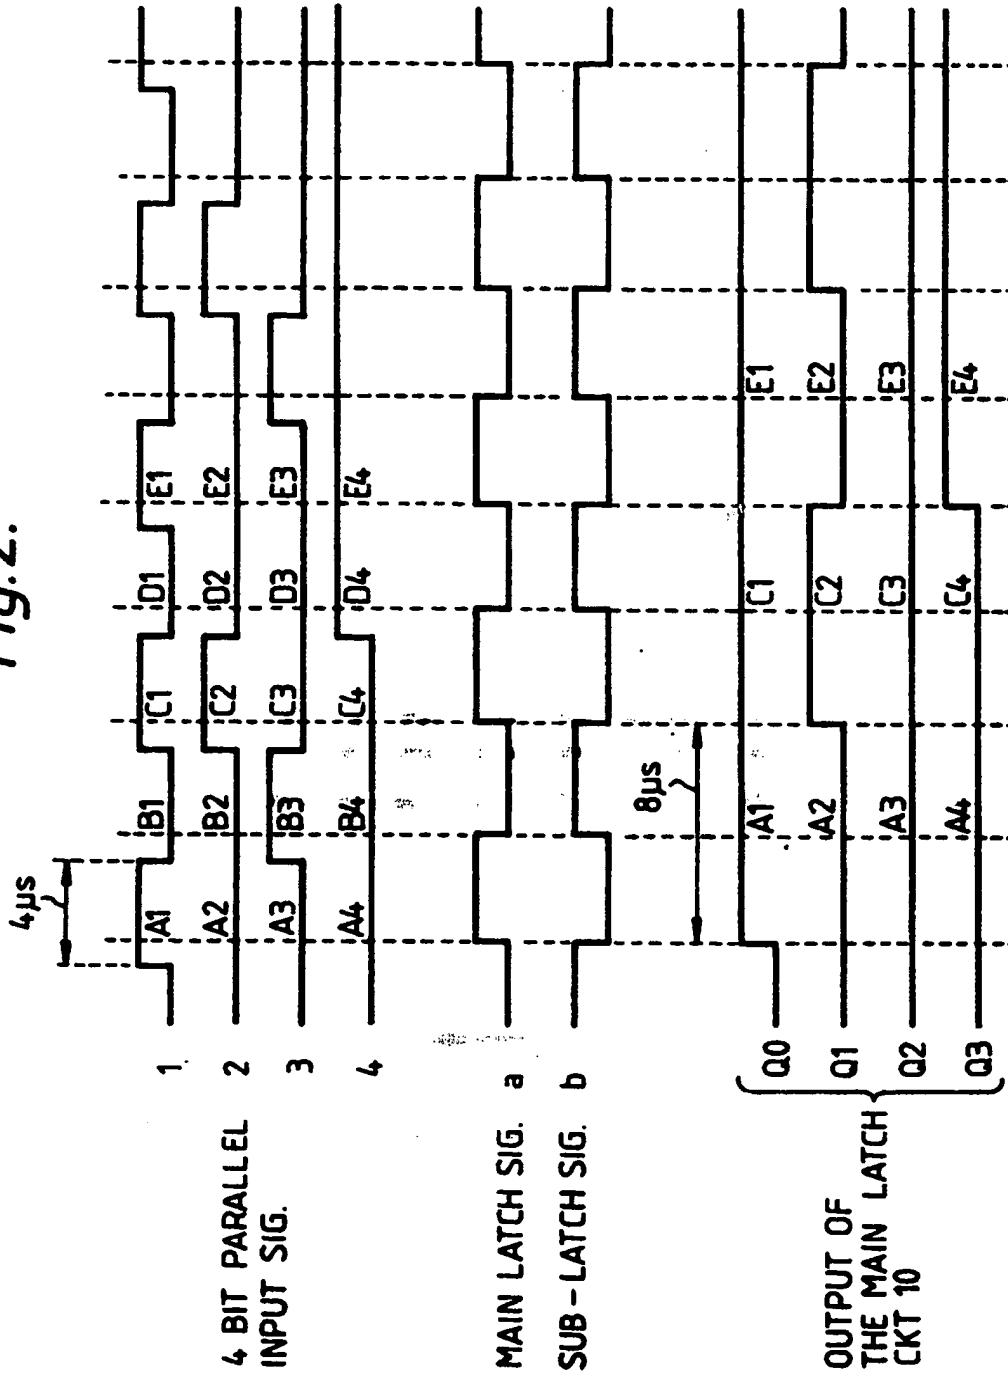 Fig. 2.
4µs
4 BIT PARALLEL
INPUT SIG.
1 A1 B1 C1 D1 E1
2 A2 B2 C2 D2 E2
3 A3 B3 C3 D3 E3
4 A4 B4 C4 D4 E4
MAIN LATCH SIG. a
SUB-LATCH SIG. b
8µs
OUTPUT OF
THE MAIN LATCH
CKT 10
Q0 A1 C1 E1
Q1 A2 C2 E2
Q2 A3 C3 E3
Q3 A4 C4 E4